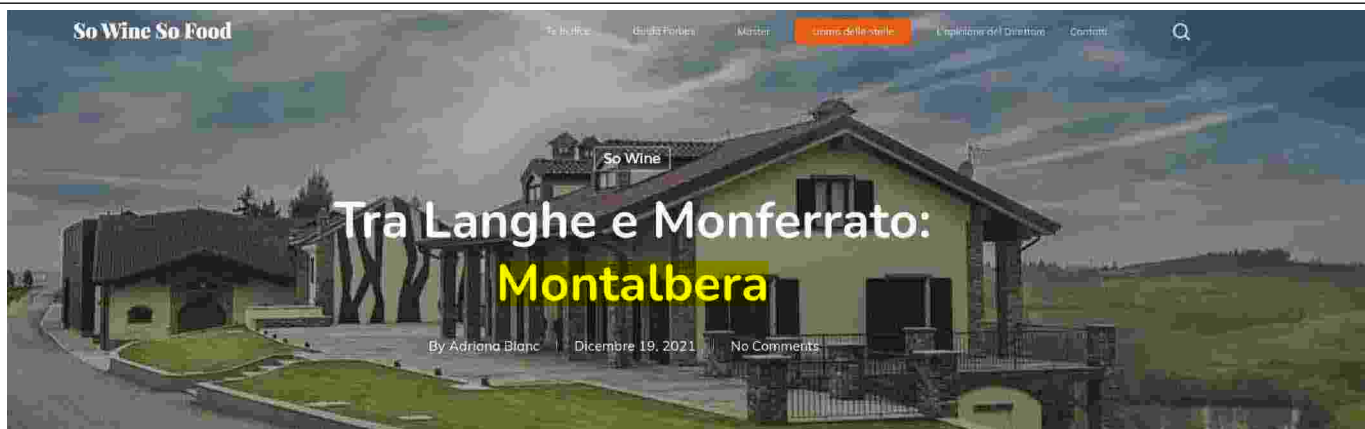 So Wine So Food
Guida Forbes
Master
L'opinione del Direttore
Contatti
So Wine
Tra Langhe e Monferrato:
Montalbera
By Adriana Blanc | Dicembre 19, 2021 | No Comments